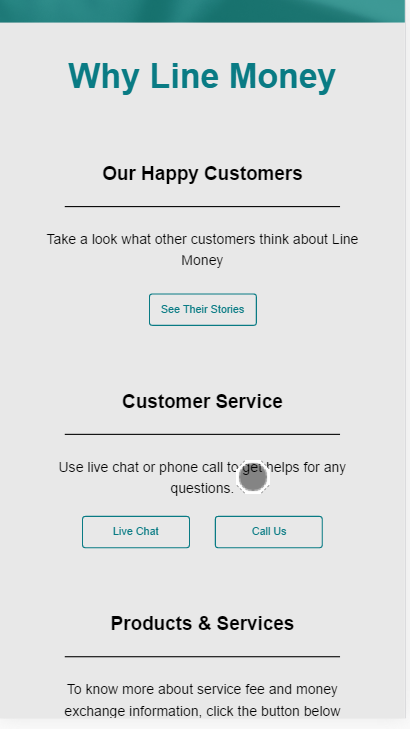 Why Line Money
Our Happy Customers
Take a look what other customers think about Line
Money
See Their Stories
Customer Service
Use live chat or phone call to get helps for any
questions.
Live Chat
Call Us
Products & Services
To know more about service fee and money
exchange information, click the button below